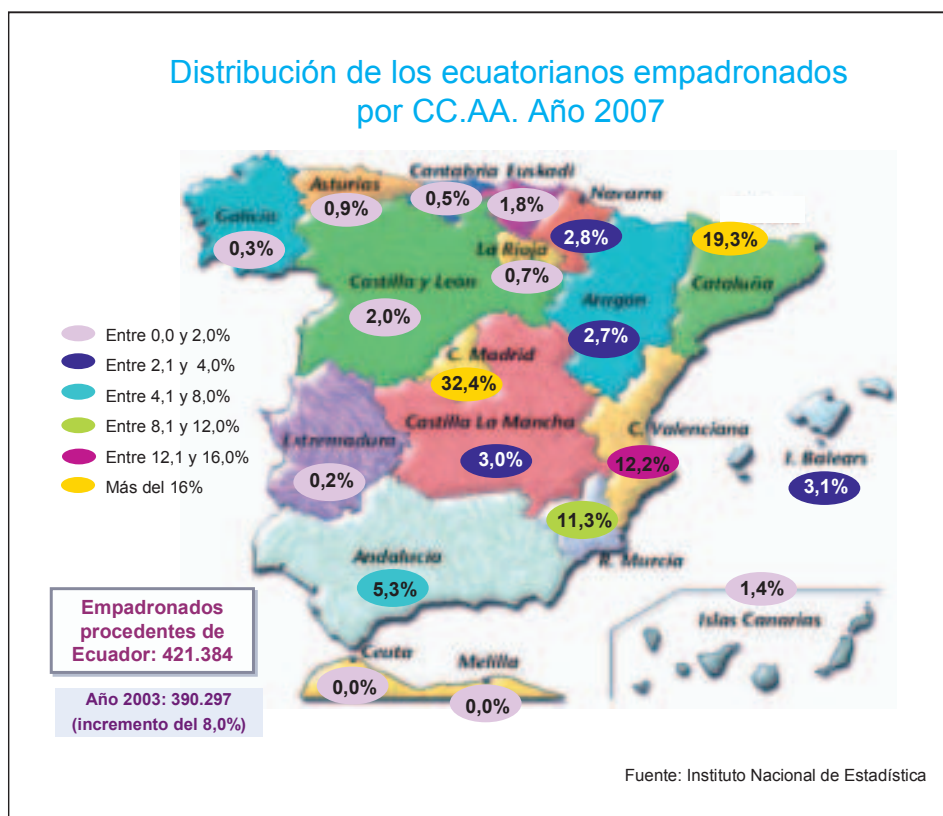 Distribución de los ecuatorianos empadronados
por CC.AA. Año 2007
Cantabria
Euskadi
Asturias
Navarra
0,5%
1,8%
0,9%
Galicia
0,3%
2,8%
19,3%
La Rioja
0,7%
Cataluña
Castilla y León
2,0%
Aragón
2,7%
Entre 0,0 y 2,0%
Entre 2,1 y 4,0%
Entre 4,1 y 8,0%
Entre 8,1 y 12,0%
Entre 12,1 y 16,0%
Más del 16%
C. Madrid
32,4%
Castilla La Mancha
3,0%
C. Valenciana
12,2%
Extremadura
0,2%
I. Balears
3,1%
11,3%
R. Murcia
Andalucía
5,3%
1,4%
Islas Canarias
Empadronados
procedentes de
Ecuador: 421.384
Ceuta
0,0%
Melilla
0,0%
Año 2003: 390.297
(incremento del 8,0%)
Fuente: Instituto Nacional de Estadística